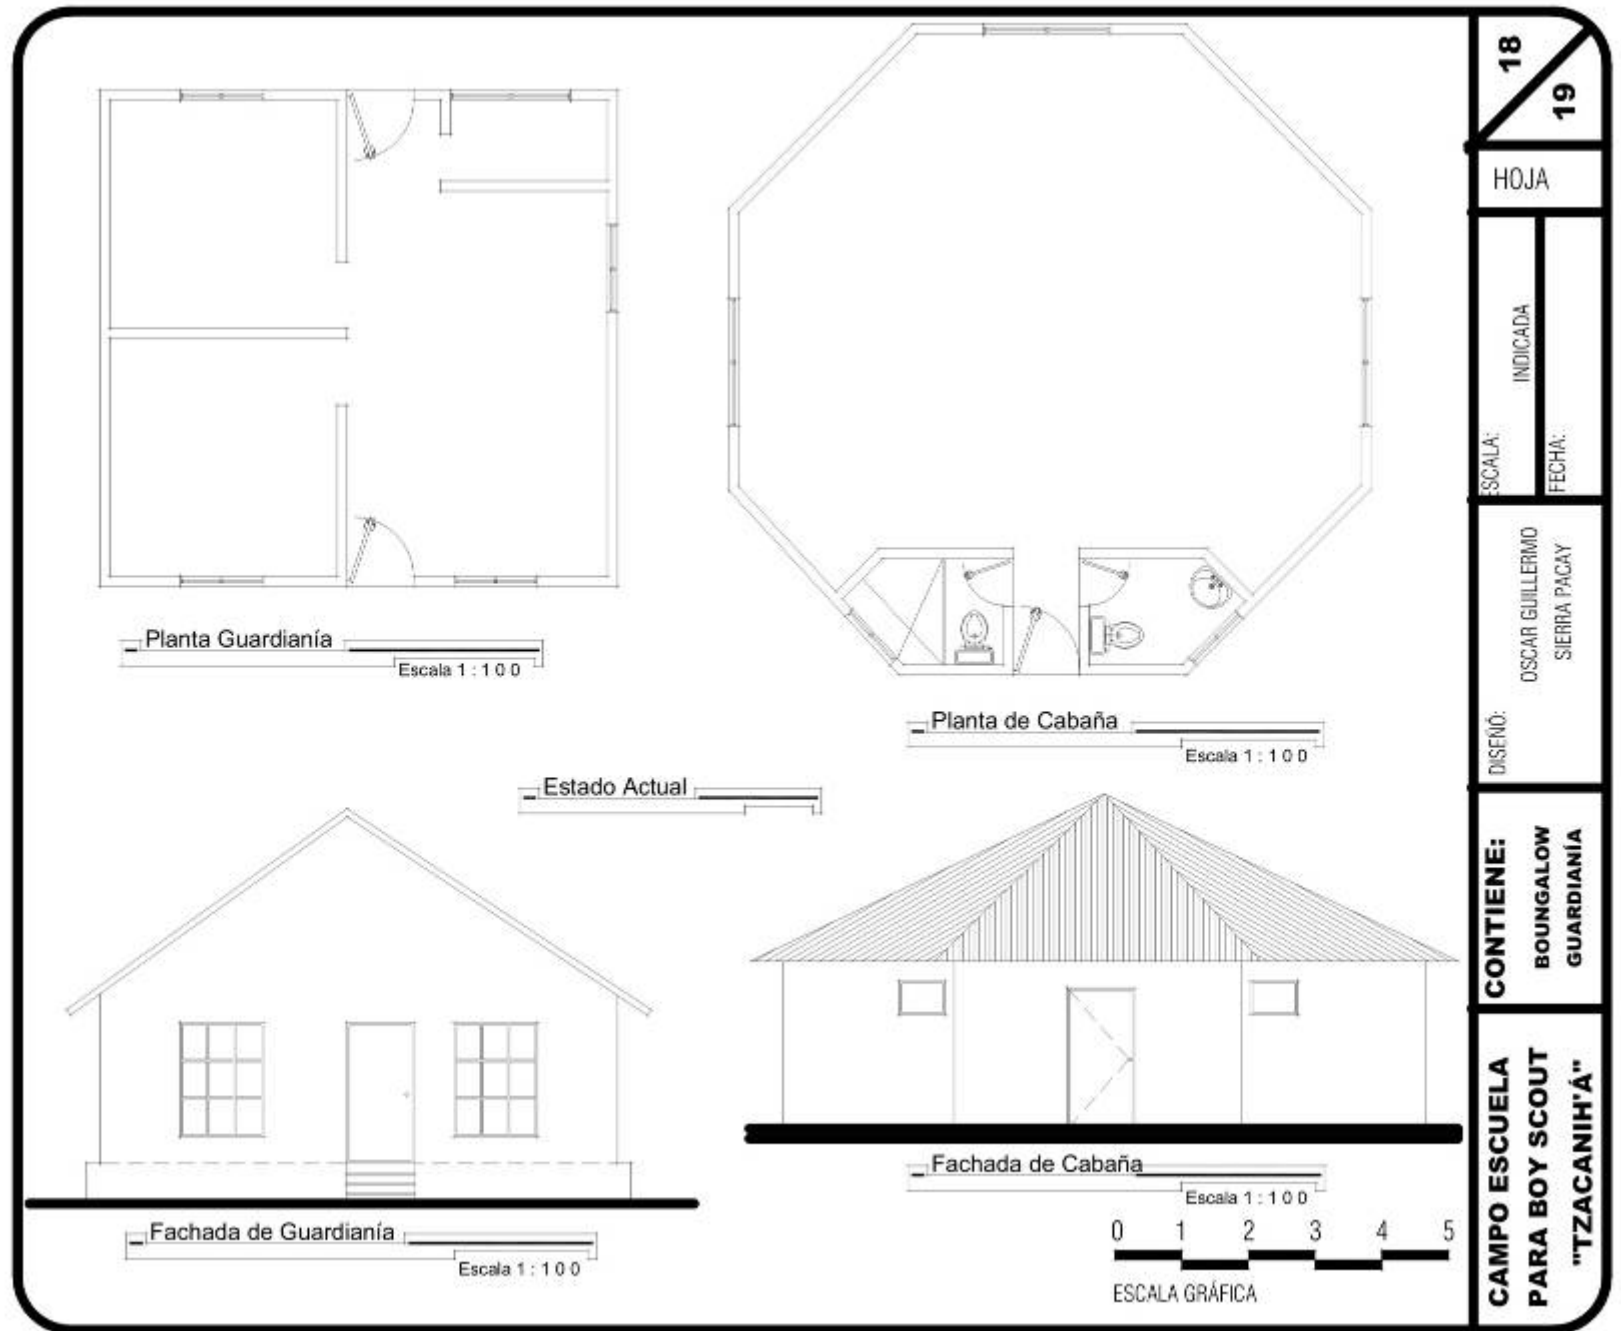 Planta Guardianía
Escala 1 : 1 0 0
Planta de Cabaña
Escala 1 : 1 0 0
Estado Actual
Fachada de Guardianía
Escala 1 : 1 0 0
Fachada de Cabaña
Escala 1 : 1 0 0
0 1 2 3 4 5
ESCALA GRÁFICA
18
19
HOJA
ESCALA:
INDICADA
FECHA:
DISEÑÓ:
OSCAR GUILLERMO
SIERRA PACAY
CONTIENE:
BOUNGALOW
GUARDIANÍA
CAMPO ESCUELA
PARA BOY SCOUT
"TZACANIH'Á"